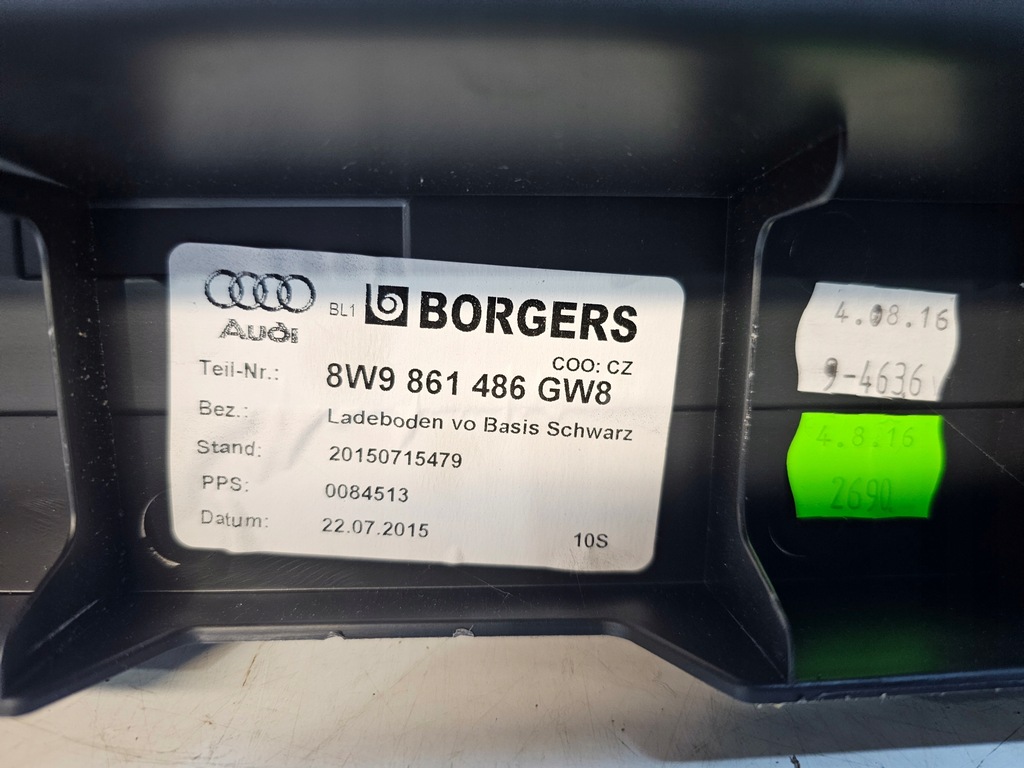 Audi
BL1 BORGERS
COO: CZ
Teil-Nr.: 8W9 861 486 GW8
Bez.: Ladeboden vo Basis Schwarz
Stand: 20150715479
PPS: 0084513
Datum: 22.07.2015
10S
4.08.16
9-4636
4.8.16
2690